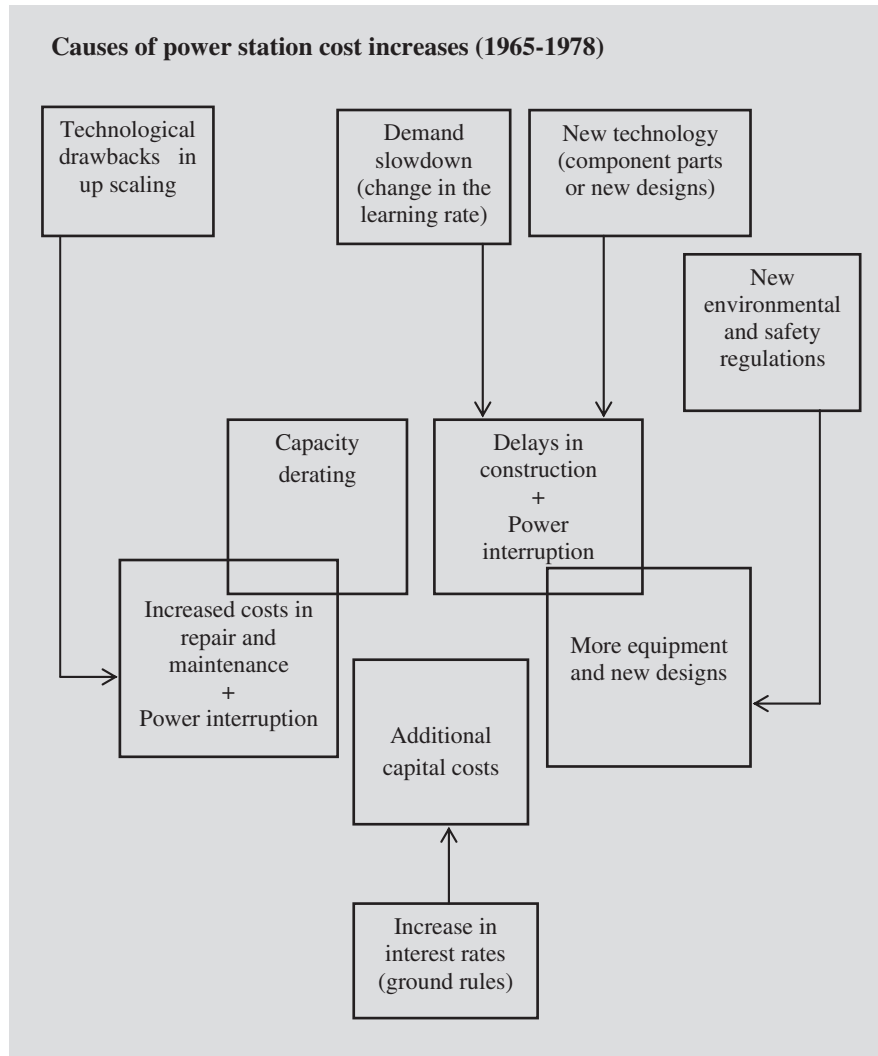 Causes of power station cost increases (1965-1978)
Technological
drawbacks in
up scaling
Demand
slowdown
(change in the
learning rate)
New technology
(component parts
or new designs)
New
environmental
and safety
regulations
Capacity
derating
Delays in
construction
+
Power
interruption
Increased costs in
repair and
maintenance
+
Power interruption
More equipment
and new designs
Additional
capital costs
Increase in
interest rates
(ground rules)